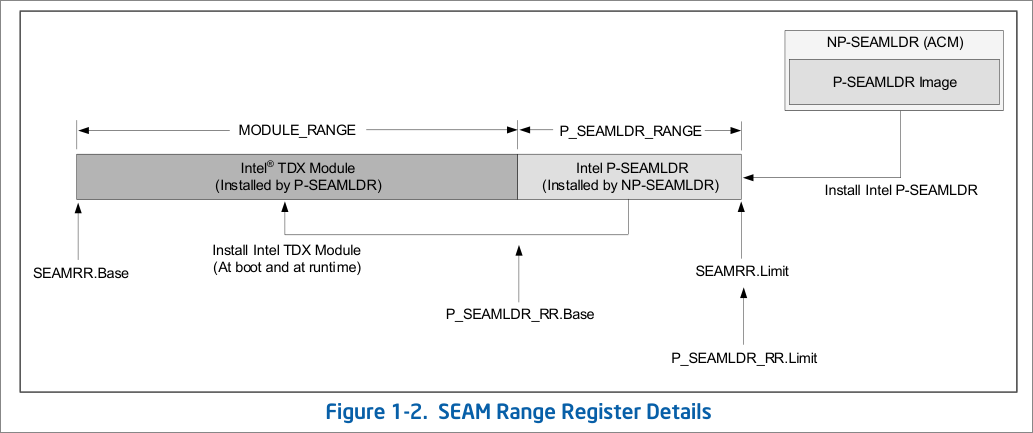 NP-SEAMLDR (ACM)
P-SEAMLDR Image
MODULE_RANGE
P_SEAMLDR_RANGE
Intel® TDX Module
(Installed by P-SEAMLDR)
Intel P-SEAMLDR
(Installed by NP-SEAMLDR)
Install Intel P-SEAMLDR
Install Intel TDX Module
(At boot and at runtime)
SEAMRR.Base
SEAMRR.Limit
P_SEAMLDR_RR.Base
P_SEAMLDR_RR.Limit
Figure 1-2. SEAM Range Register Details